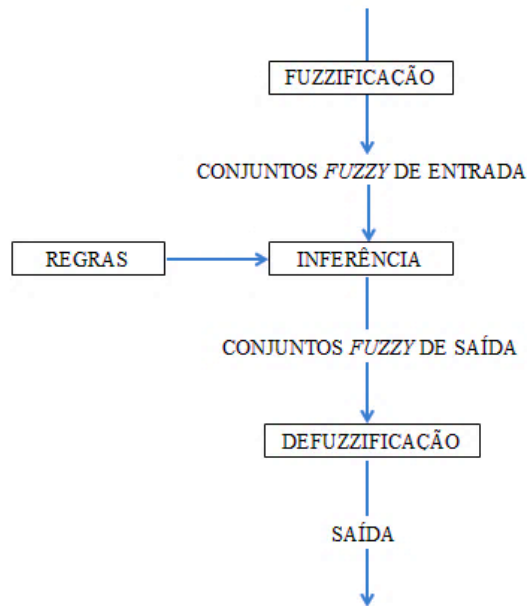 FUZZIFICAÇÃO
CONJUNTOS FUZZY DE ENTRADA
REGRAS
INFERÊNCIA
CONJUNTOS FUZZY DE SAÍDA
DEFUZZIFICAÇÃO
SAÍDA